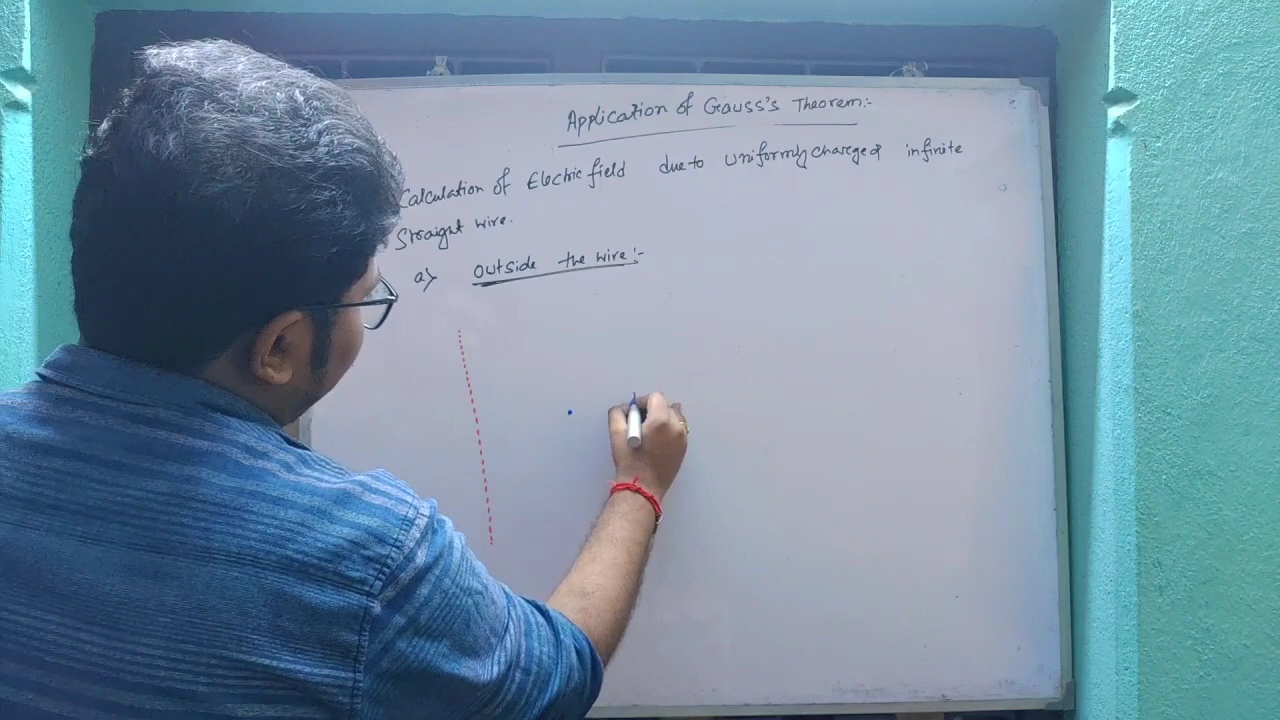 Application of Gauss's Theorem:-
Calculation of Electric field due to uniformly charged infinite
Straight wire.
a> outside the wire:-